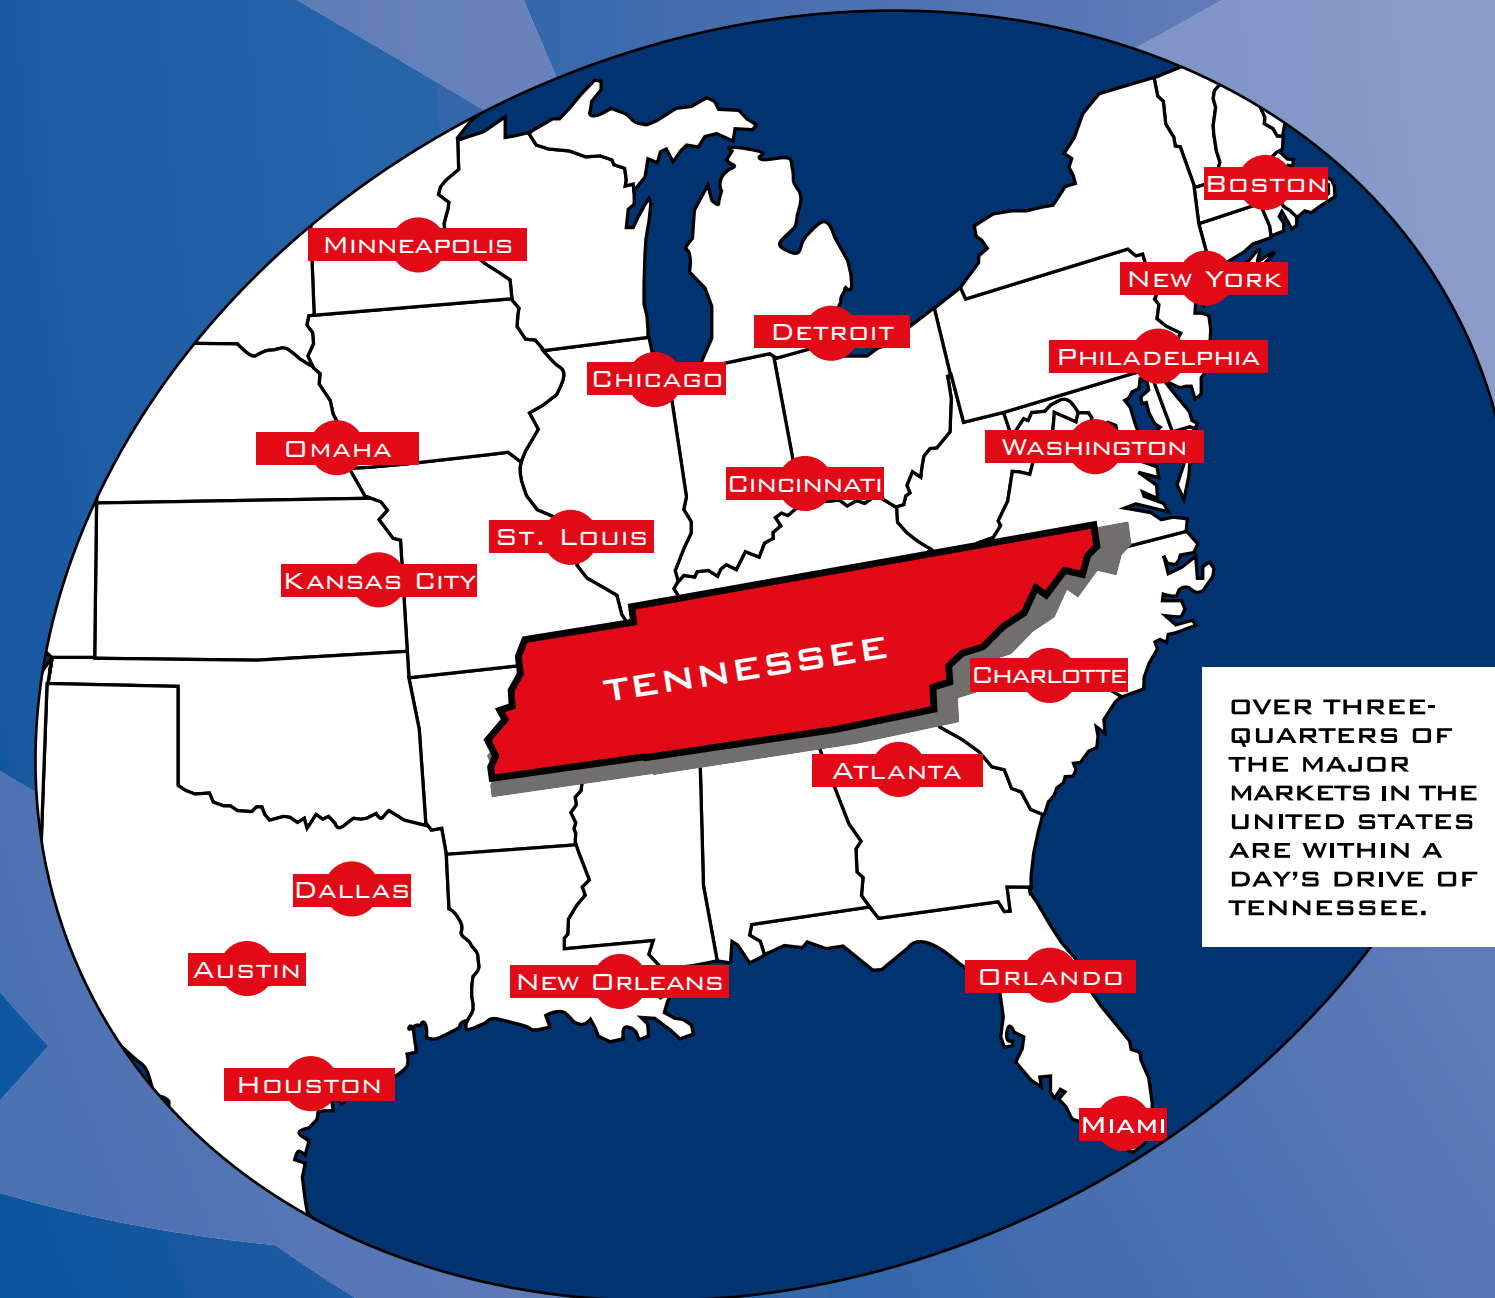 BOSTON
MINNEAPOLIS
NEW YORK
DETROIT
PHILADELPHIA
CHICAGO
OMAHA
WASHINGTON
CINCINNATI
ST. LOUIS
KANSAS CITY
TENNESSEE
CHARLOTTE
ATLANTA
OVER THREE-
QUARTERS OF
THE MAJOR
MARKETS IN THE
UNITED STATES
ARE WITHIN A
DAY'S DRIVE OF
TENNESSEE.
DALLAS
AUSTIN
NEW ORLEANS
ORLANDO
HOUSTON
MIAMI